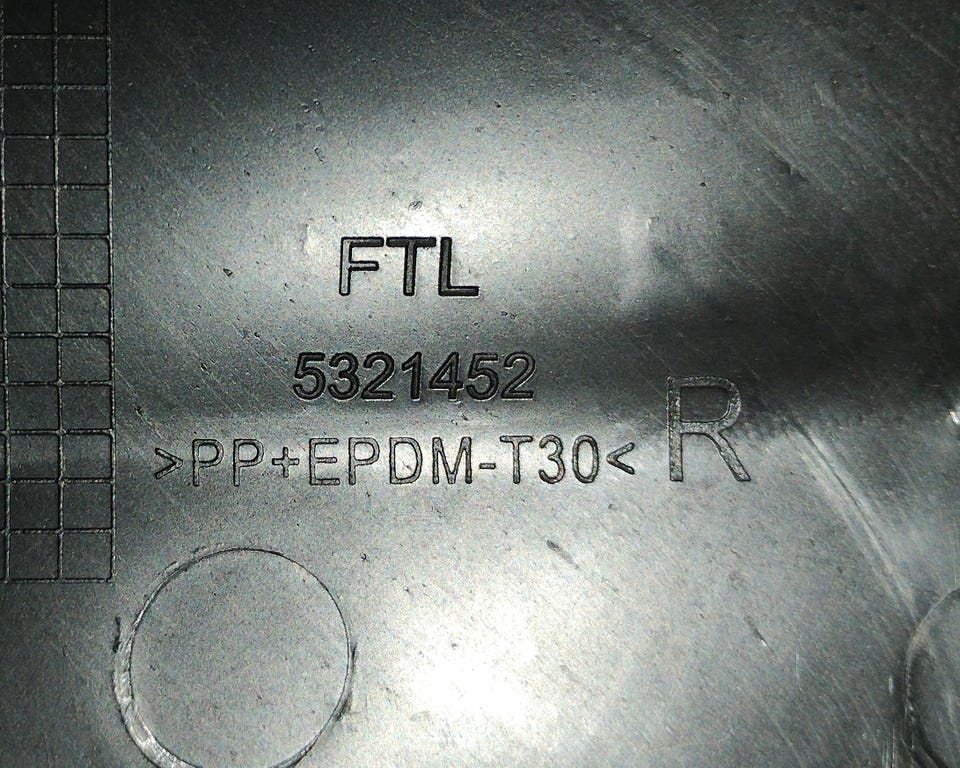 FTL
5321452
>PP+EPDM-T30<
R